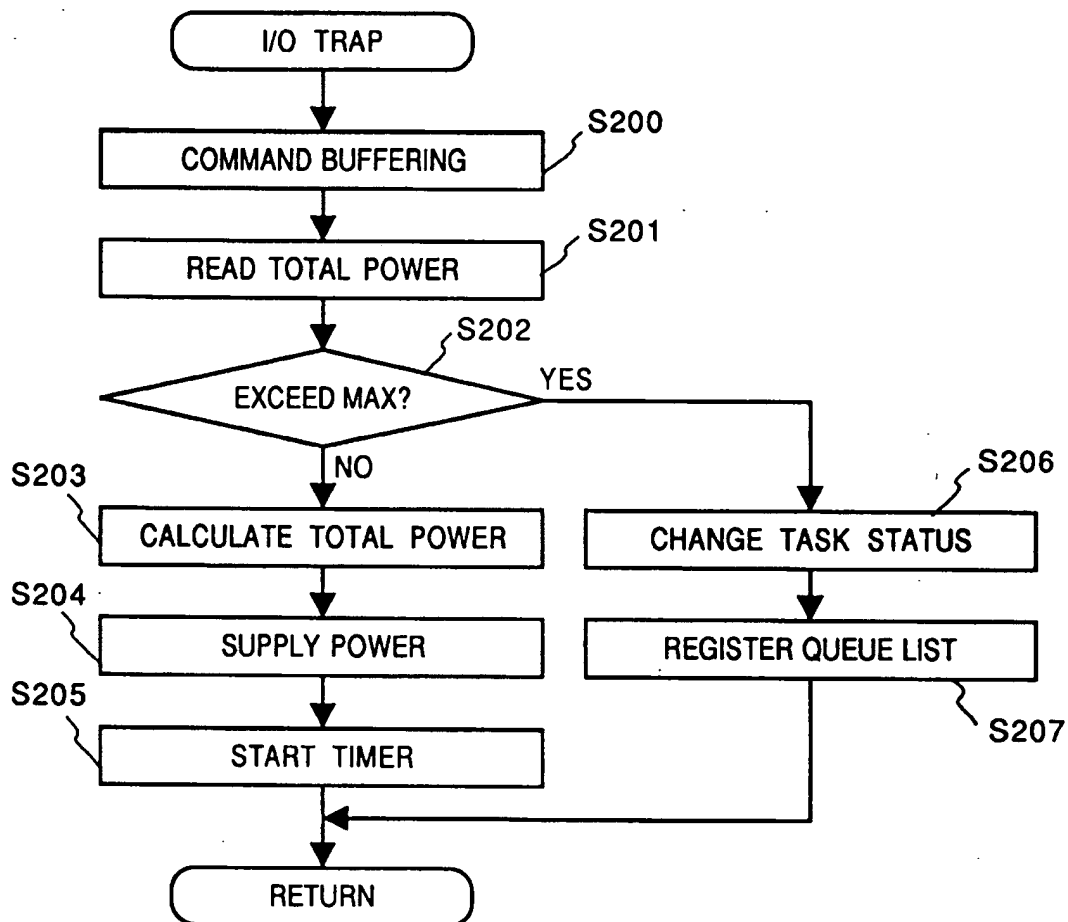 I/O TRAP
S200
COMMAND BUFFERING
S201
READ TOTAL POWER
S202
EXCEED MAX?
YES
NO
S203
CALCULATE TOTAL POWER
S206
CHANGE TASK STATUS
S204
SUPPLY POWER
REGISTER QUEUE LIST
S207
S205
START TIMER
RETURN